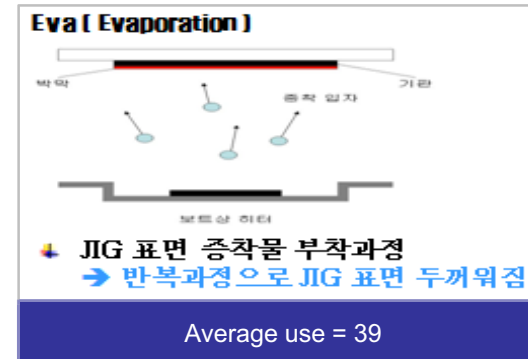 Eva ( Evaporation )
박막
기판
증착 입자
보트상 히터
JIG 표면 증착물 부착과정
➔ 반복과정으로 JIG 표면 두꺼워짐
Average use = 39